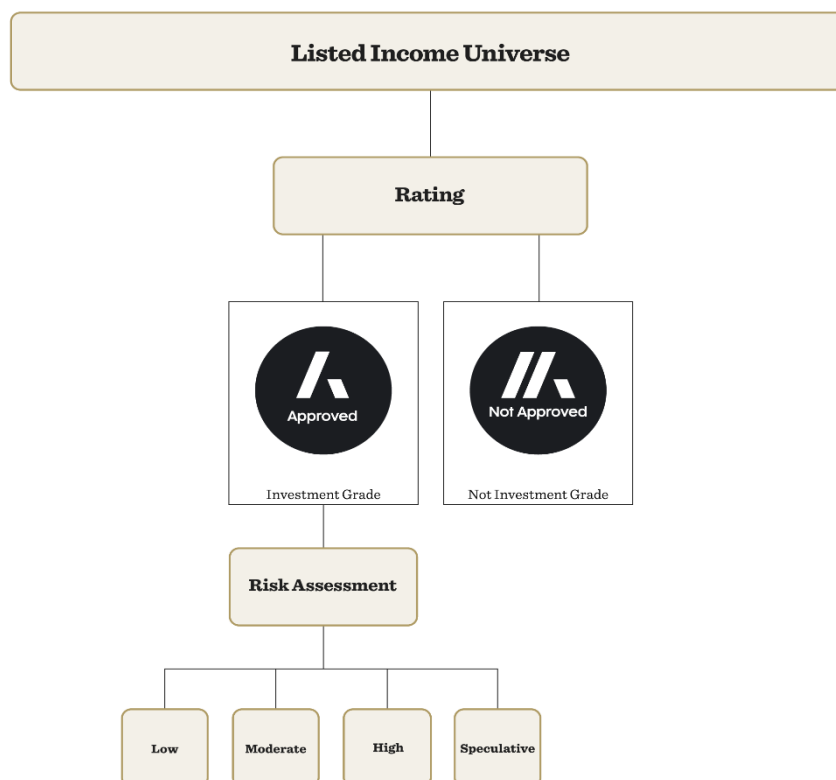 Listed Income Universe
Rating
Approved
Not Approved
Investment Grade
Not Investment Grade
Risk Assessment
Low
Moderate
High
Speculative